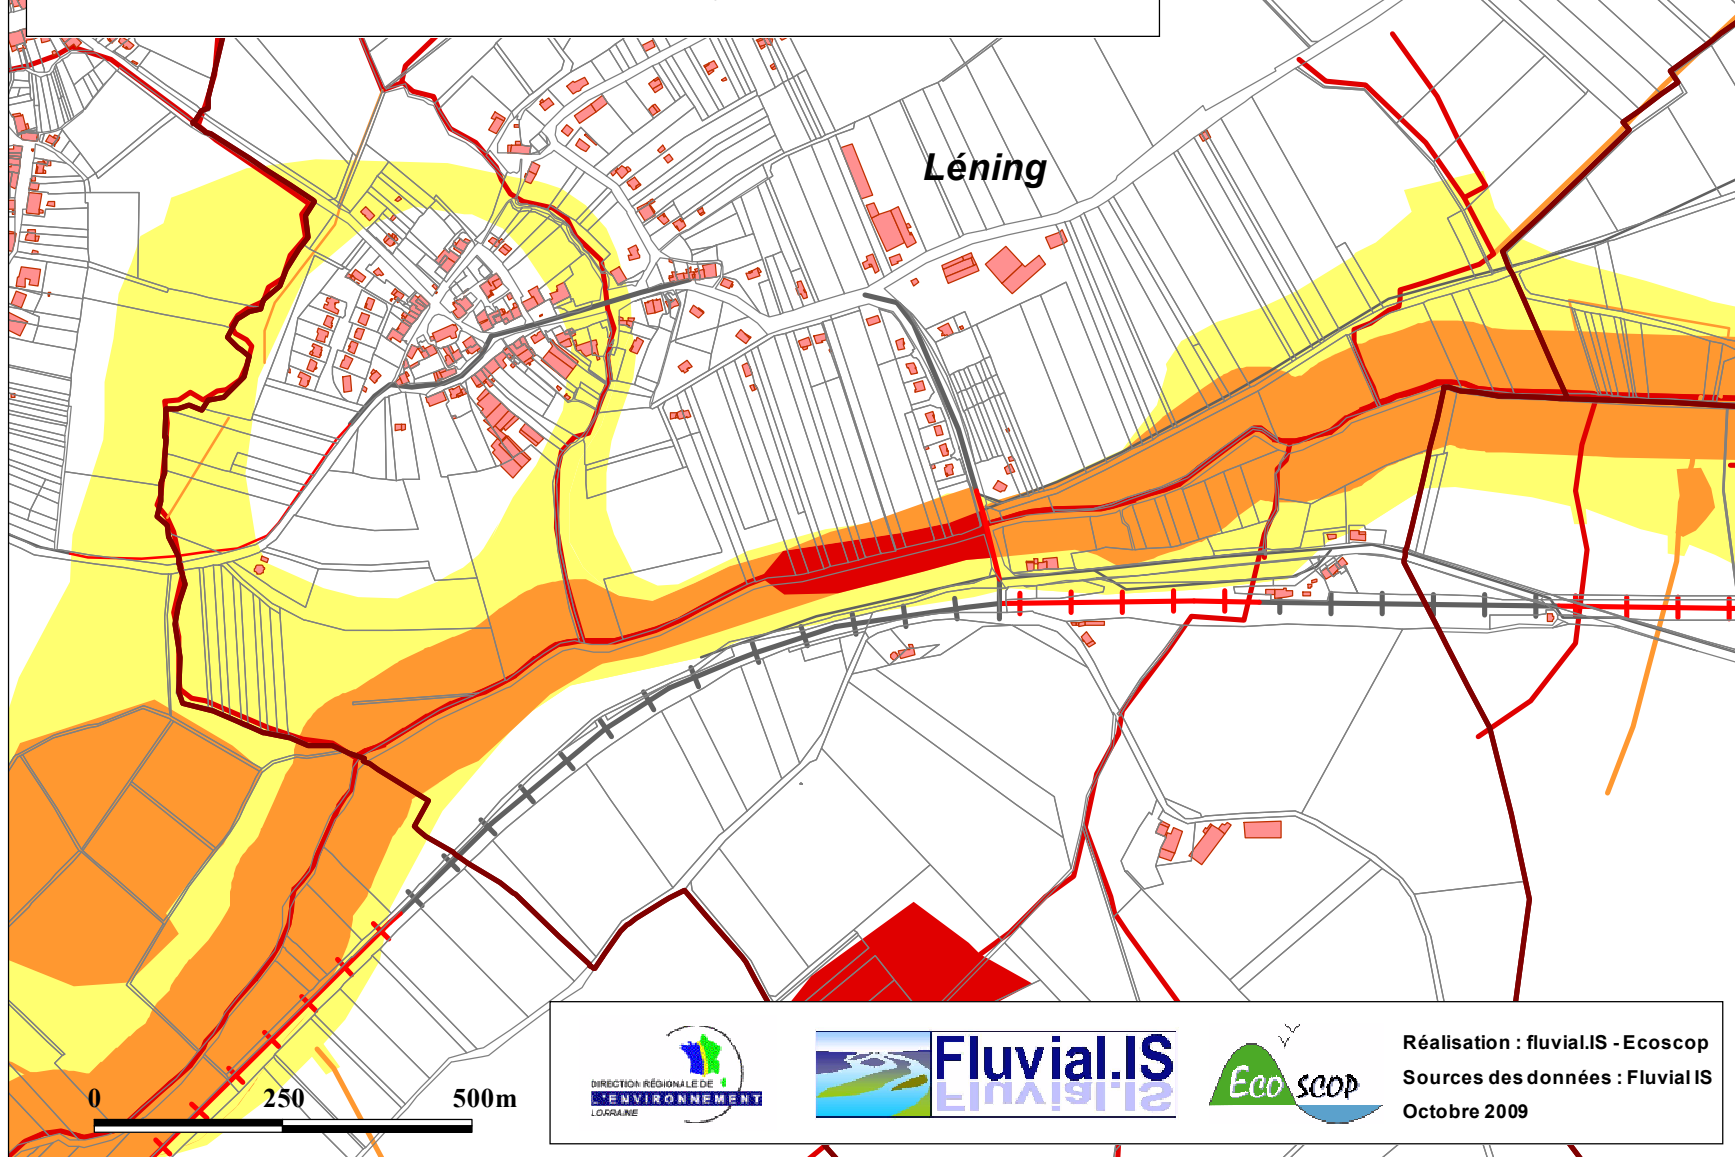 Léning
0 250 500m
DIRECTION RÉGIONALE DE
L'ENVIRONNEMENT
LORRAINE
Fluvial.IS
Eco SCOP
Réalisation : fluvial.IS - Ecoscop
Sources des données : Fluvial IS
Octobre 2009